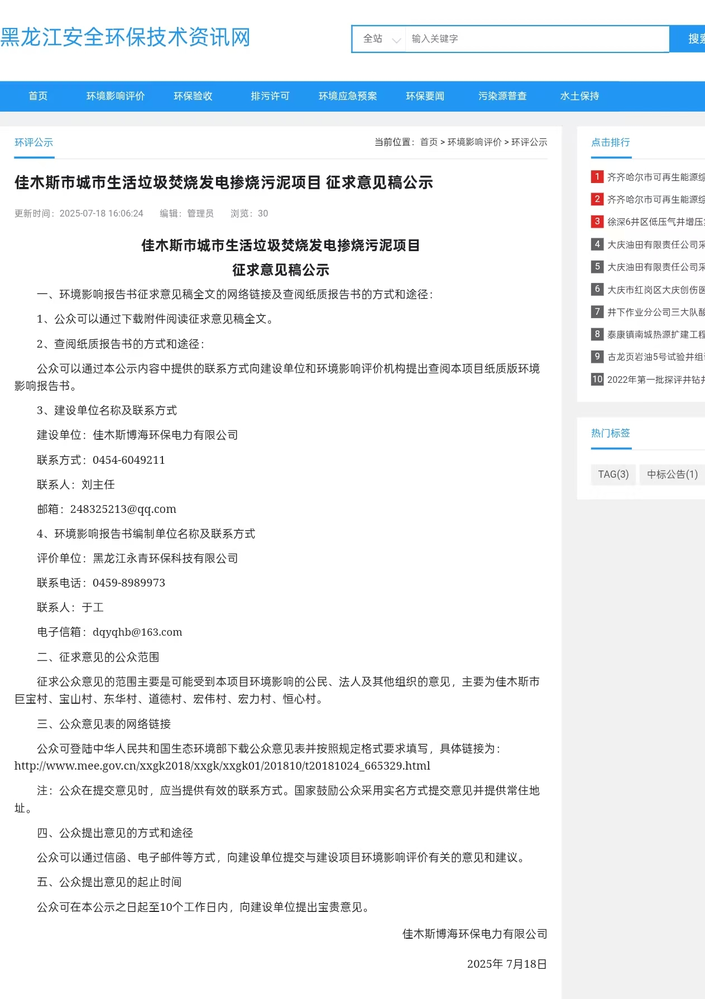 黑龙江安全环保技术资讯网
全站 输入关键字 搜索
首页 环境影响评价 环保验收 排污许可 环境应急预案 环保要闻 污染源普查 水土保持
环评公示
当前位置：首页 > 环境影响评价 > 环评公示
佳木斯市城市生活垃圾焚烧发电掺烧污泥项目 征求意见稿公示
更新时间：2025-07-18 16:06:24 编辑：管理员 浏览：30
佳木斯市城市生活垃圾焚烧发电掺烧污泥项目
征求意见稿公示
一、环境影响报告书征求意见稿全文的网络链接及查阅纸质报告书的方式和途径：
1、公众可以通过下载附件阅读征求意见稿全文。
2、查阅纸质报告书的方式和途径：
公众可以通过本公示内容中提供的联系方式向建设单位和环境影响评价机构提出查阅本项目纸质版环境
影响报告书。
3、建设单位名称及联系方式
建设单位：佳木斯博海环保电力有限公司
联系方式：0454-6049211
联系人：刘主任
邮箱：248325213@qq.com
4、环境影响报告书编制单位名称及联系方式
评价单位：黑龙江永青环保科技有限公司
联系电话：0459-8989973
联系人：于工
电子信箱：dqyqhb@163.com
二、征求意见的公众范围
征求公众意见的范围主要是可能受到本项目环境影响的公民、法人及其他组织的意见，主要为佳木斯市
巨宝村、宝山村、东华村、道德村、宏伟村、宏力村、恒心村。
三、公众意见表的网络链接
公众可登陆中华人民共和国生态环境部下载公众意见表并按照规定格式要求填写，具体链接为：
http://www.mee.gov.cn/xxgk2018/xxgk/xxgk01/201810/t20181024_665329.html
注：公众在提交意见时，应当提供有效的联系方式。国家鼓励公众采用实名方式提交意见并提供常住地
址。
四、公众提出意见的方式和途径
公众可以通过信函、电子邮件等方式，向建设单位提交与建设项目环境影响评价有关的意见和建议。
五、公众提出意见的起止时间
公众可在本公示之日起至10个工作日内，向建设单位提出宝贵意见。
佳木斯博海环保电力有限公司
2025年 7月18日
点击排行
1 齐齐哈尔市可再生能源综
2 齐齐哈尔市可再生能源综
3 徐深6井区低压气井增压
4 大庆油田有限责任公司采
5 大庆油田有限责任公司采
6 大庆市红岗区大庆创伤医
7 井下作业分公司三大队酸
8 泰康镇南城热源扩建工程
9 古龙页岩油5号试验井组
10 2022年第一批探评井钻井
热门标签
TAG(3) 中标公告(1)